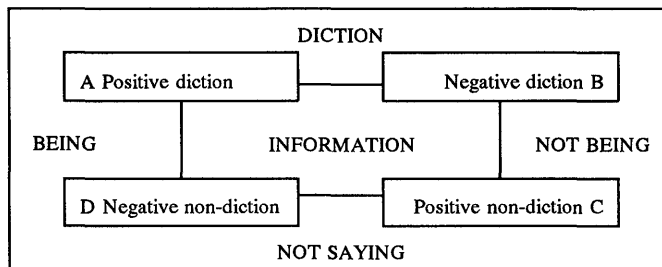 DICTION
A Positive diction Negative diction B
BEING INFORMATION NOT BEING
D Negative non-diction Positive non-diction C
NOT SAYING